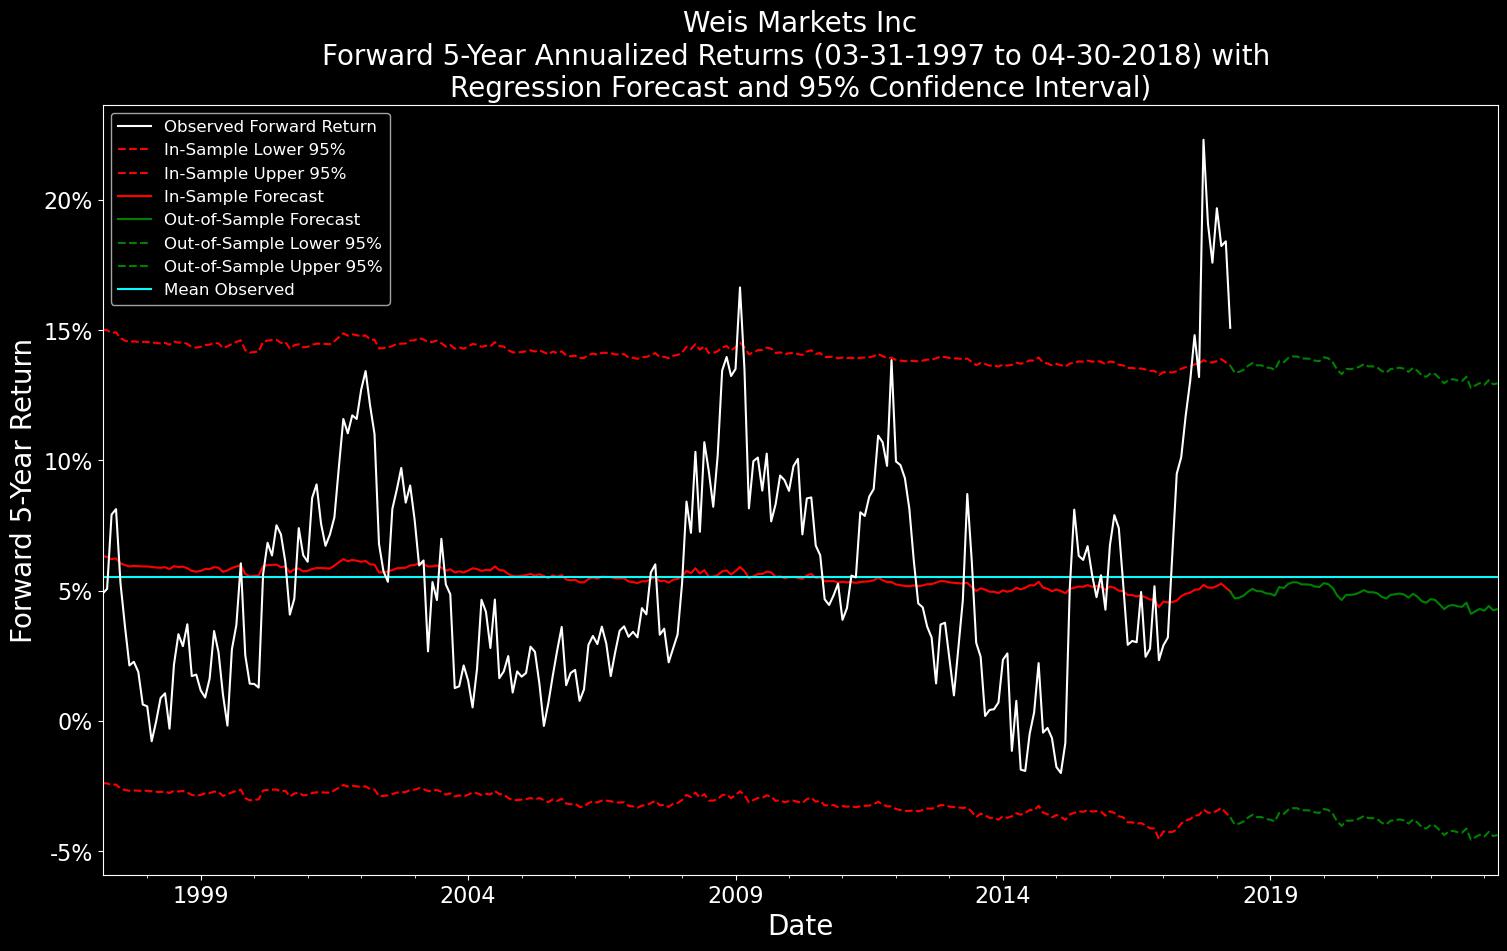 Weis Markets Inc
Forward 5-Year Annualized Returns (03-31-1997 to 04-30-2018) with
Regression Forecast and 95% Confidence Interval)
Observed Forward Return
In-Sample Lower 95%
In-Sample Upper 95%
In-Sample Forecast
Out-of-Sample Forecast
Out-of-Sample Lower 95%
Out-of-Sample Upper 95%
Mean Observed
Forward 5-Year Return
20%
15%
10%
5%
0%
-5%
1999
2004
2009
2014
2019
Date